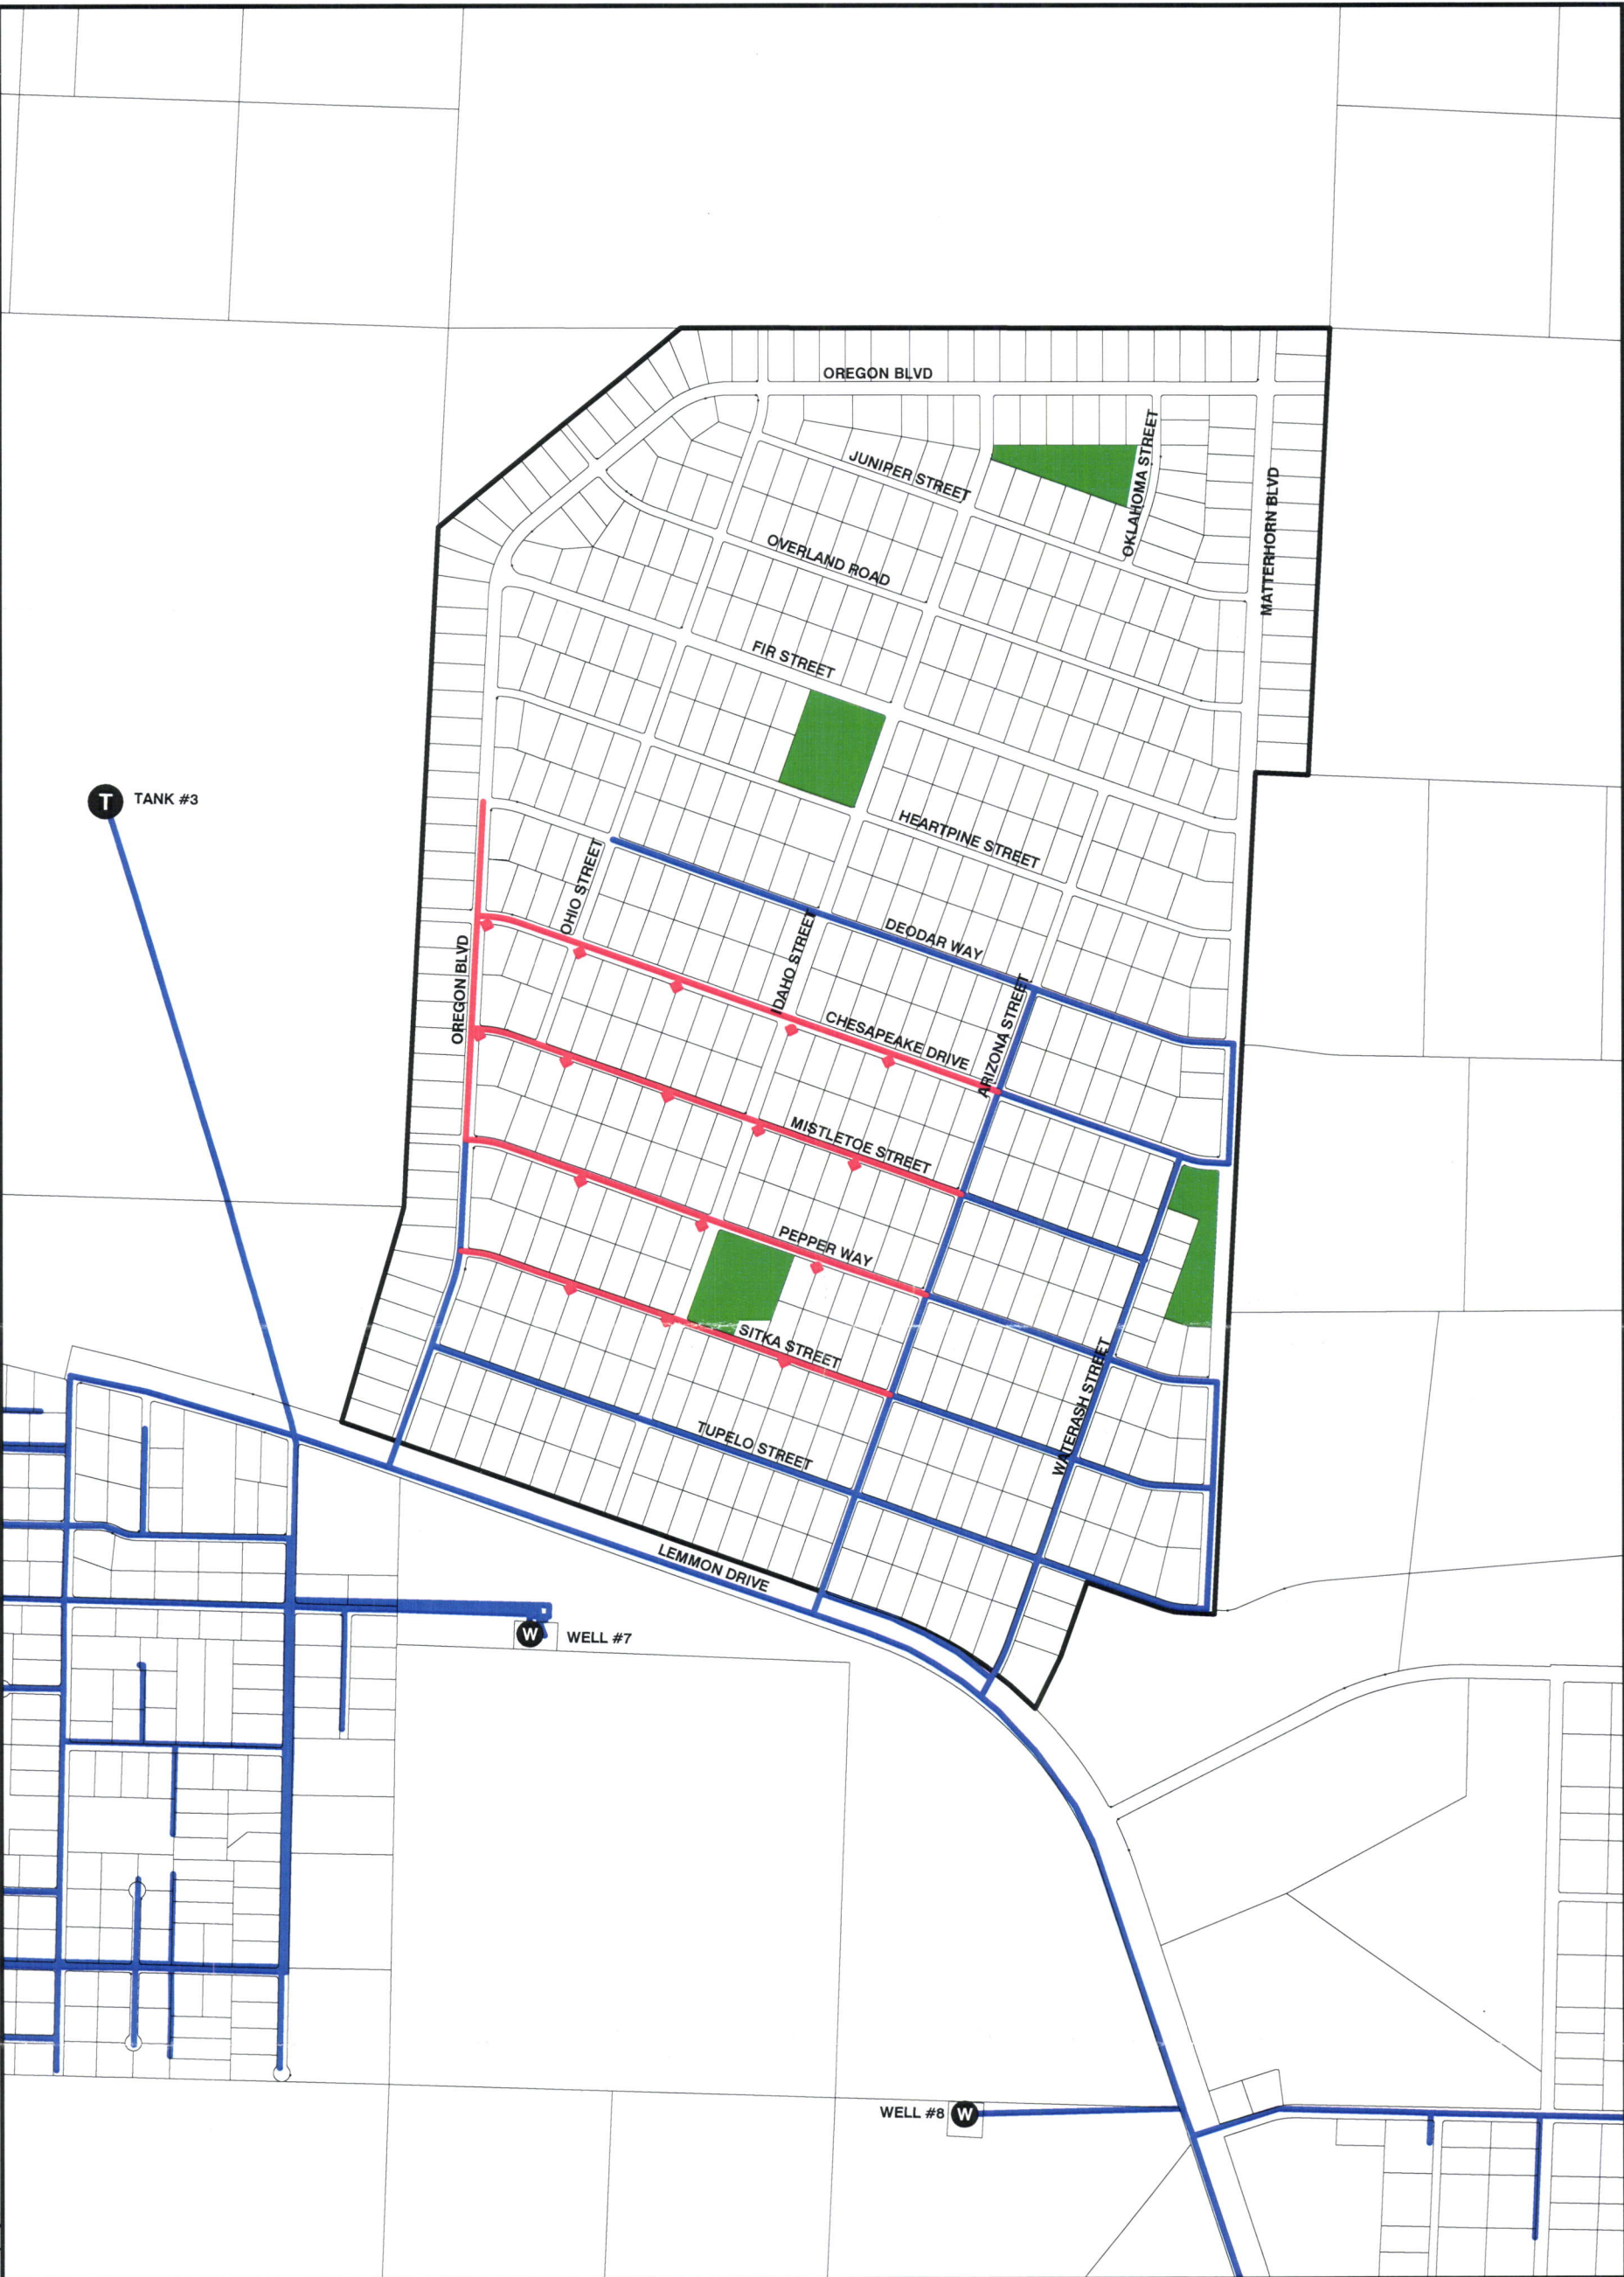 OREGON BLVD
JUNIPER STREET
OKLAHOMA STREET
MATTERHORN BLVD
OVERLAND ROAD
FIR STREET
T TANK #3
HEARTPINE STREET
OHIO STREET
IDAHO STREET
DEODAR WAY
OREGON BLVD
CHESAPEAKE DRIVE
ARIZONA STREET
MISTLETOE STREET
PEPPER WAY
SITKA STREET
WATERASH STREET
TUPELO STREET
LEMMON DRIVE
W WELL #7
WELL #8 W